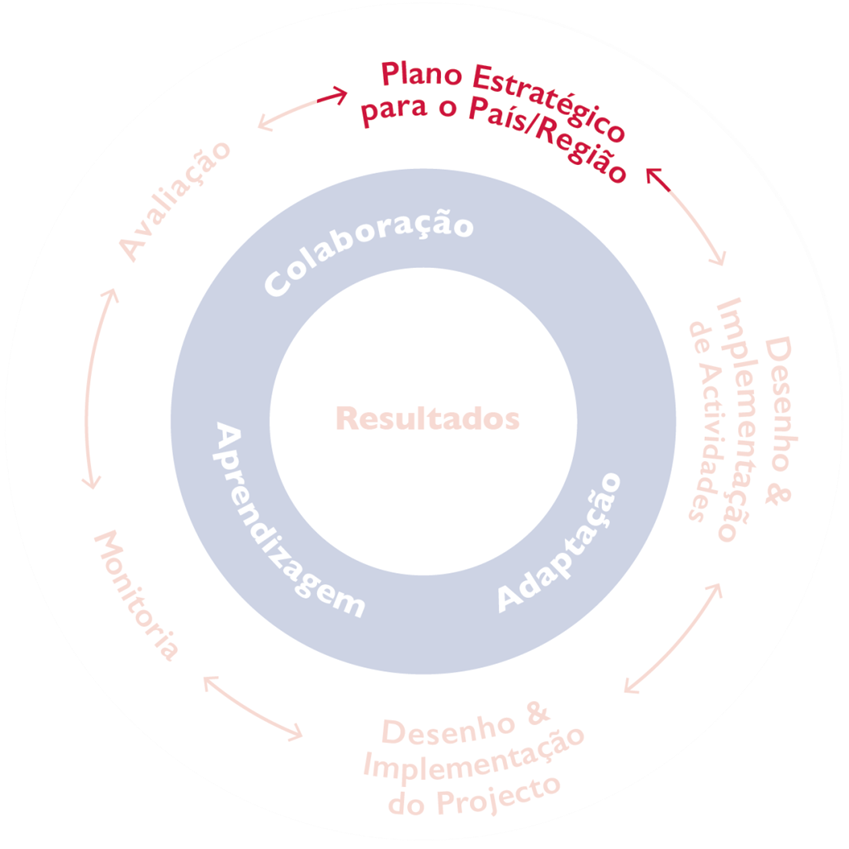 Plano Estratégico
para o País/Região
Desenho &
Implementação
de Actividades
Desenho &
Implementação
do Projecto
Monitoria
Avaliação
Colaboração
Adaptação
Aprendizagem
Resultados